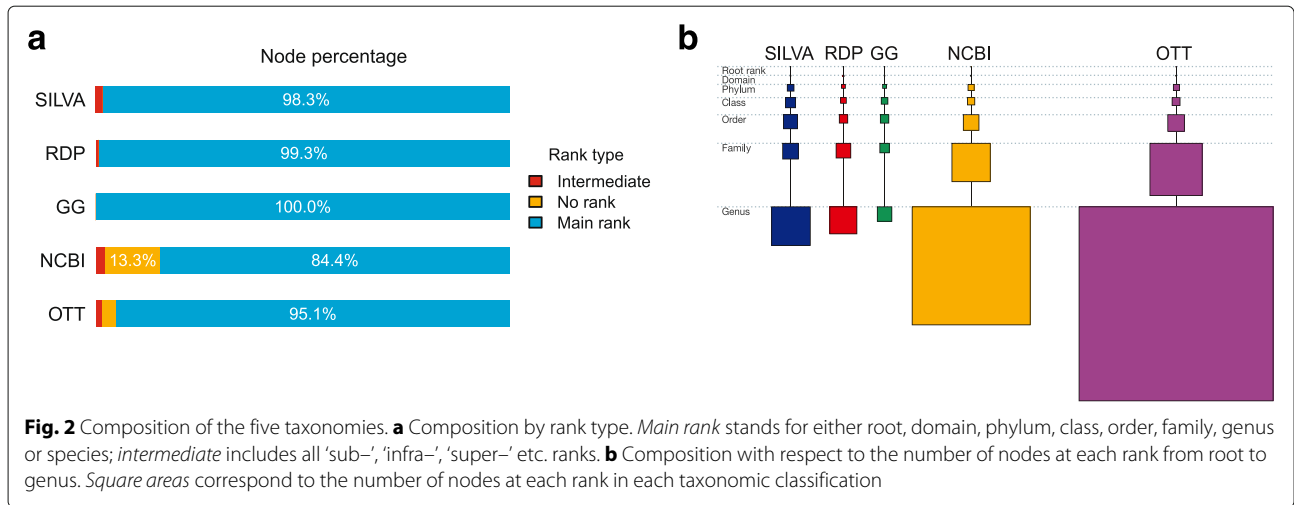 a
Node percentage
SILVA
98.3%
RDP
99.3%
GG
100.0%
NCBI
13.3%
84.4%
OTT
95.1%
Rank type
Intermediate
No rank
Main rank
b
SILVA RDP GG NCBI OTT
Root rank
Domain
Phylum
Class
Order
Family
Genus
Fig. 2 Composition of the five taxonomies. a Composition by rank type. Main rank stands for either root, domain, phylum, class, order, family, genus
or species; intermediate includes all ‘sub–’, ‘infra–’, ‘super–’ etc. ranks. b Composition with respect to the number of nodes at each rank from root to
genus. Square areas correspond to the number of nodes at each rank in each taxonomic classification